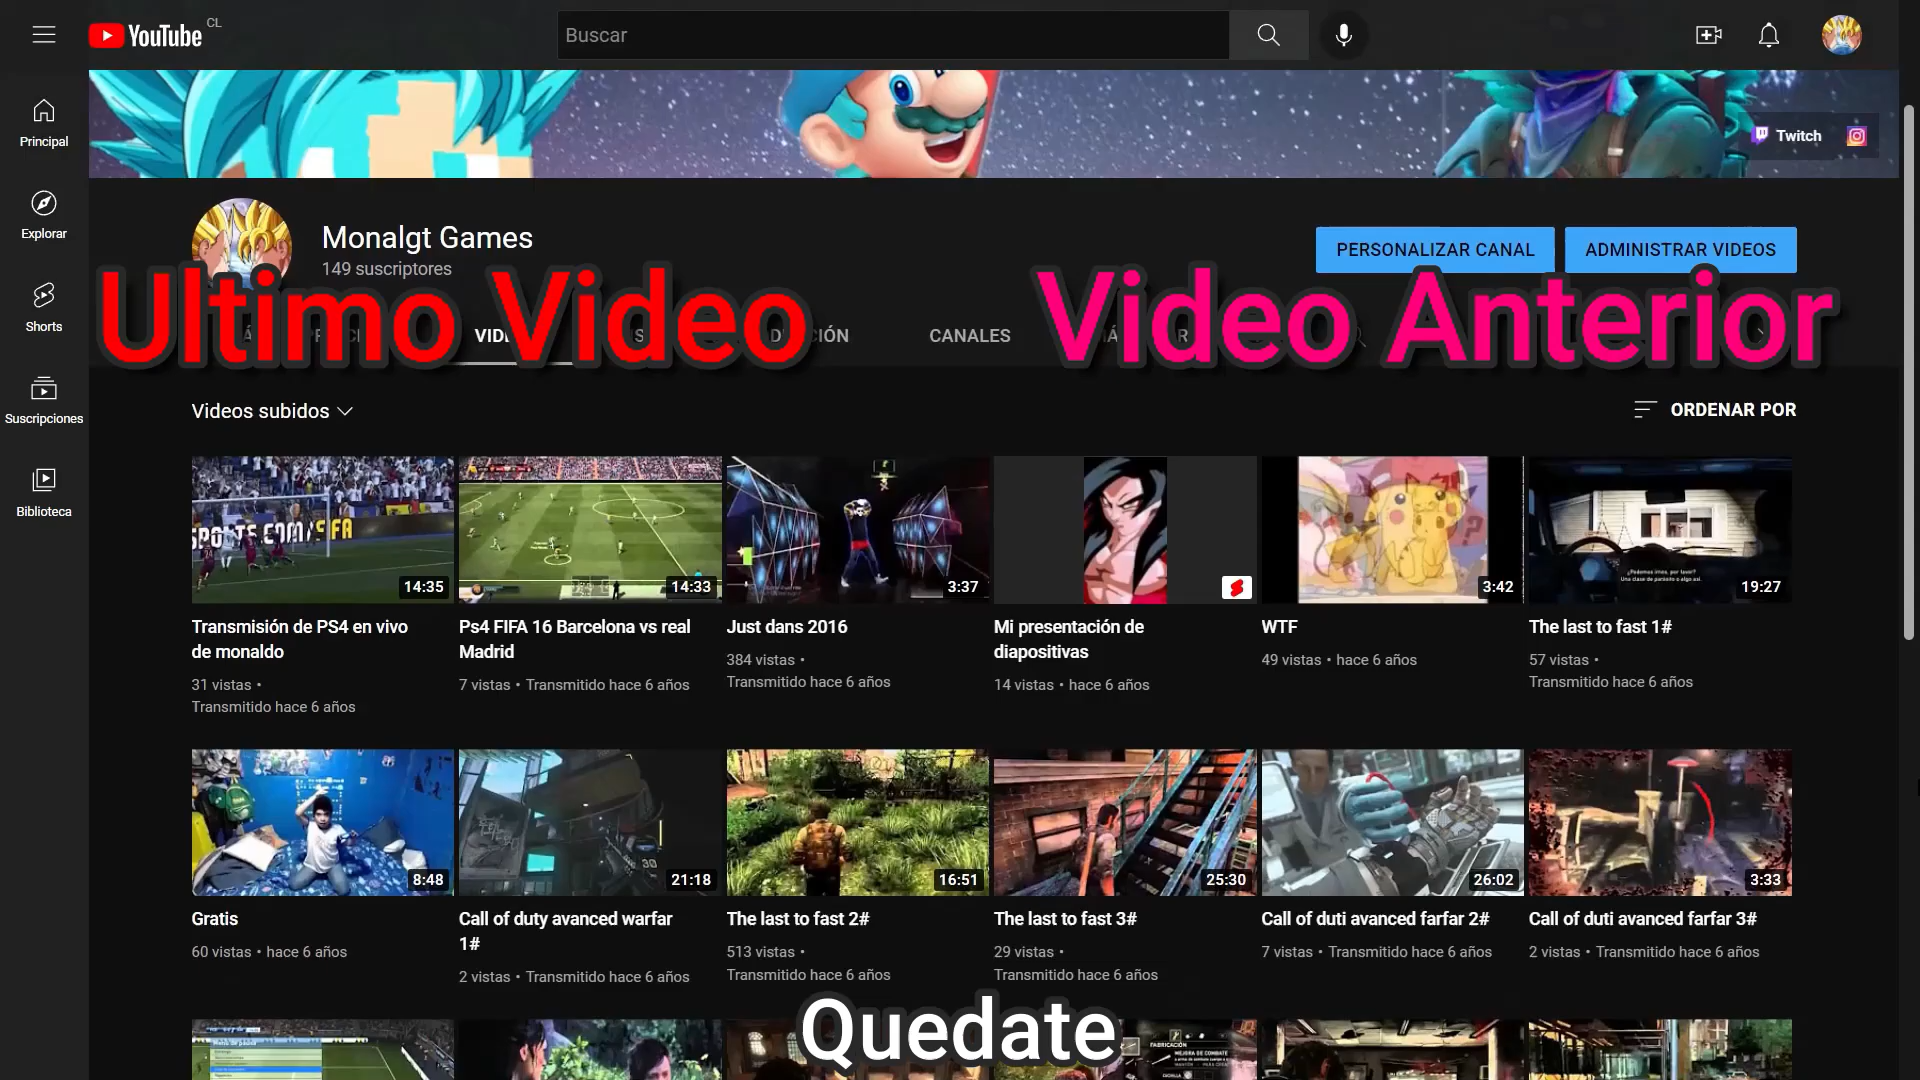 YouTube CL
Buscar
Principal
Explorar
Shorts
Suscripciones
Biblioteca
Twitch
Monalgt Games
149 suscriptores
PERSONALIZAR CANAL
ADMINISTRAR VIDEOS
Ultimo Video
Video Anterior
CANALES
Videos subidos
ORDENAR POR
14:35
14:33
3:37
3:42
¿Podemos irnos, por favor?
19:27
Transmisión de PS4 en vivo
de monaldo
31 vistas •
Transmitido hace 6 años
Ps4 FIFA 16 Barcelona vs real
Madrid
7 vistas • Transmitido hace 6 años
Just dans 2016
384 vistas •
Transmitido hace 6 años
Mi presentación de
diapositivas
14 vistas • hace 6 años
WTF
49 vistas • hace 6 años
The last to fast 1#
57 vistas •
Transmitido hace 6 años
8:48
21:18
16:51
25:30
26:02
3:33
Gratis
60 vistas • hace 6 años
Call of duty avanced warfar
1#
2 vistas • Transmitido hace 6 años
The last to fast 2#
513 vistas •
Transmitido hace 6 años
The last to fast 3#
29 vistas •
Transmitido hace 6 años
Call of duti avanced farfar 2#
7 vistas • Transmitido hace 6 años
Call of duti avanced farfar 3#
2 vistas • Transmitido hace 6 años
Quedate
FABRICACIÓN
MEJORA DE COMBATE